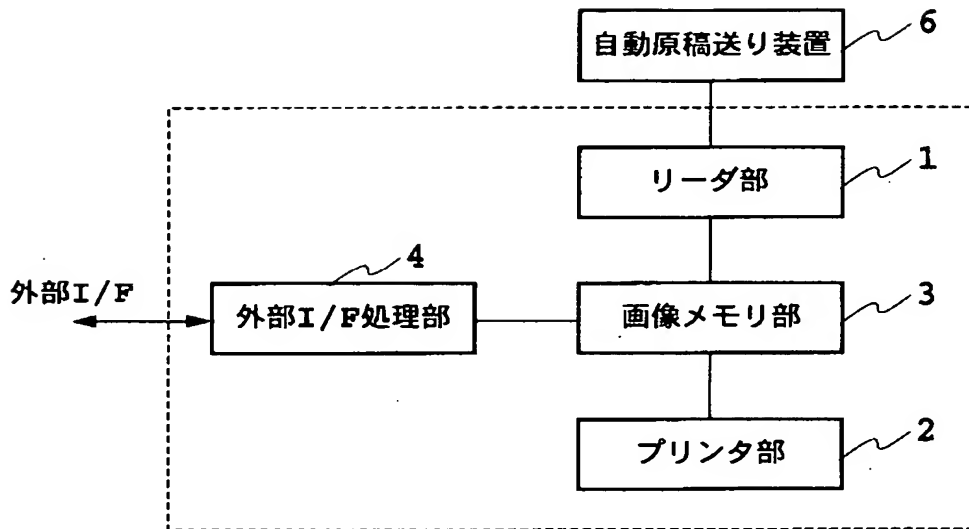 自動原稿送り装置
6
リーダ部
1
4
外部I/F
外部I/F処理部
画像メモリ部
3
プリンタ部
2